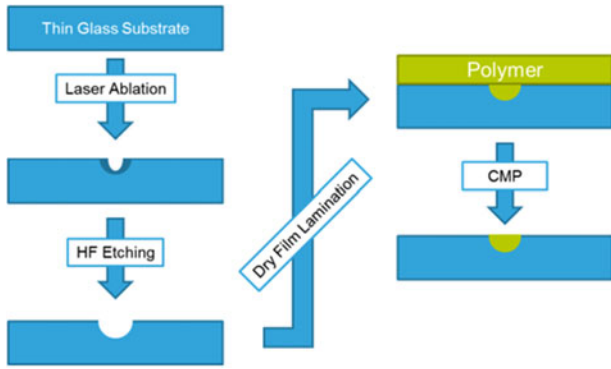 Thin Glass Substrate
Laser Ablation
HF Etching
Dry Film Lamination
Polymer
CMP